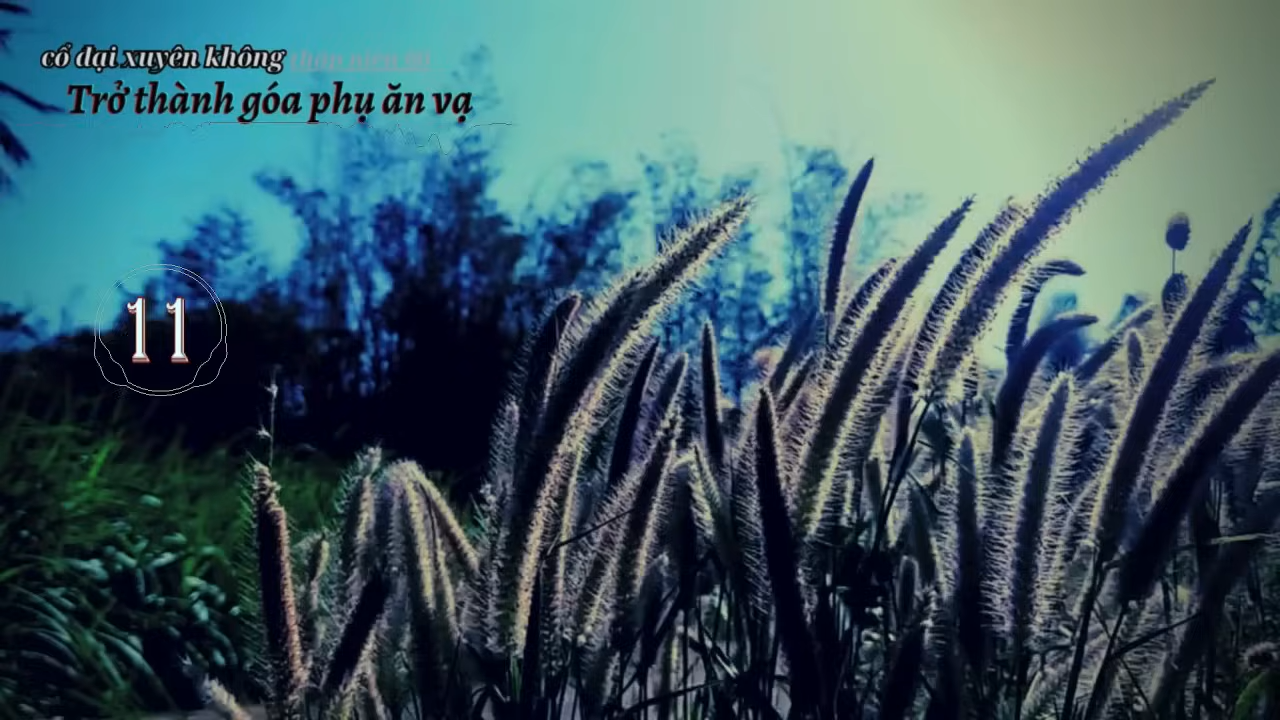 cổ đại xuyên không
Trở thành góa phụ ăn vạ
11